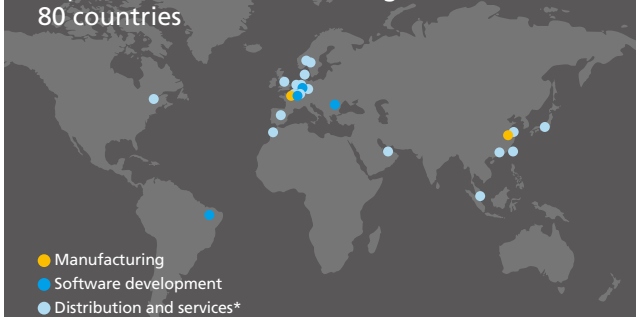 80 countries
Manufacturing
Software development
Distribution and services*